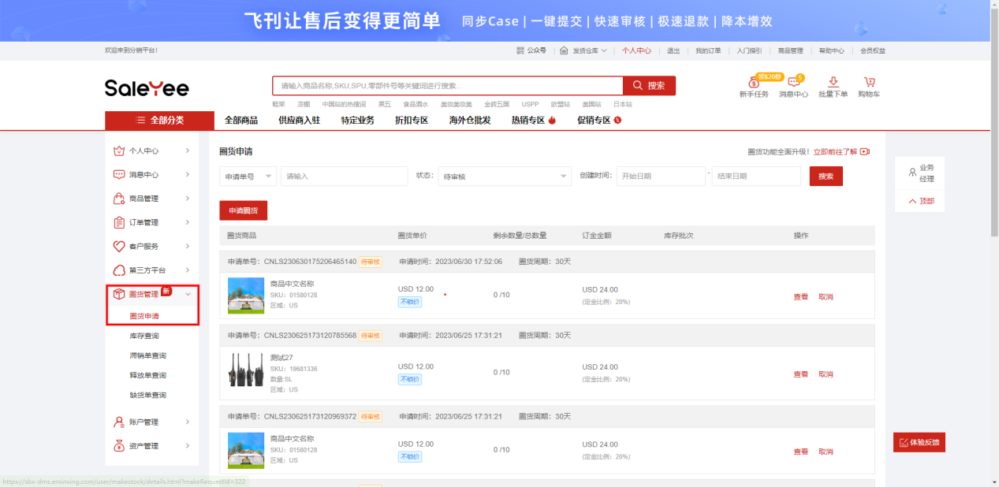 飞刊让售后变得更简单 同步Case | 一键提交 | 快速审核 | 极速退款 | 降本增效
欢迎来到分销平台! 公众号 发货仓库 个人中心 退出 我的订单 入门指引 商品管理 帮助中心 会员权益
SaleYee
请输入商品名称,SKU,SPU,零部件号等关键词进行搜索... 搜索
鞋架 凉棚 中国站的热搜词 黑五 食品酒水 美妆美妆美 金砖五国 USPP 欧盟站 美国站 日本站
领$20券 5
新手任务 消息中心 批量下单 购物车
全部分类 全部商品 供应商入驻 特定业务 折扣专区 海外仓批发 热销专区 促销专区
个人中心
消息中心
商品管理
订单管理
客户服务
第三方平台
圈货管理 新
圈货申请
库存查询
滞销单查询
释放单查询
缺货单查询
账户管理
资产管理
圈货申请 圈货功能全面升级! 立即前往了解
申请单号 请输入 状态: 待审核 创建时间: 开始日期 - 结束日期 搜索
申请圈货
圈货商品 圈货单价 剩余数量/总数量 订金金额 库存批次 操作
申请单号: CNLS230630175206465140 待审核 申请时间: 2023/06/30 17:52:06 圈货周期: 30天
商品中文名称
SKU: 01580128
区域: US
USD 12.00
不锁价
0 /10
USD 24.00
(定金比例: 20%)
查看 取消
申请单号: CNLS230625173120785568 待审核 申请时间: 2023/06/25 17:31:21 圈货周期: 30天
测试27
SKU: 19681336
数量:SL
区域: US
USD 12.00
不锁价
0 /10
USD 24.00
(定金比例: 20%)
查看 取消
申请单号: CNLS230625173120969372 待审核 申请时间: 2023/06/25 17:31:21 圈货周期: 30天
商品中文名称
SKU: 01580128
区域: US
USD 12.00
不锁价
0 /10
USD 24.00
(定金比例: 20%)
查看 取消
业务
经理
顶部
体验反馈
https://sbx-dms.eminxing.com/user/makestock/details.html?makeRequestId=322